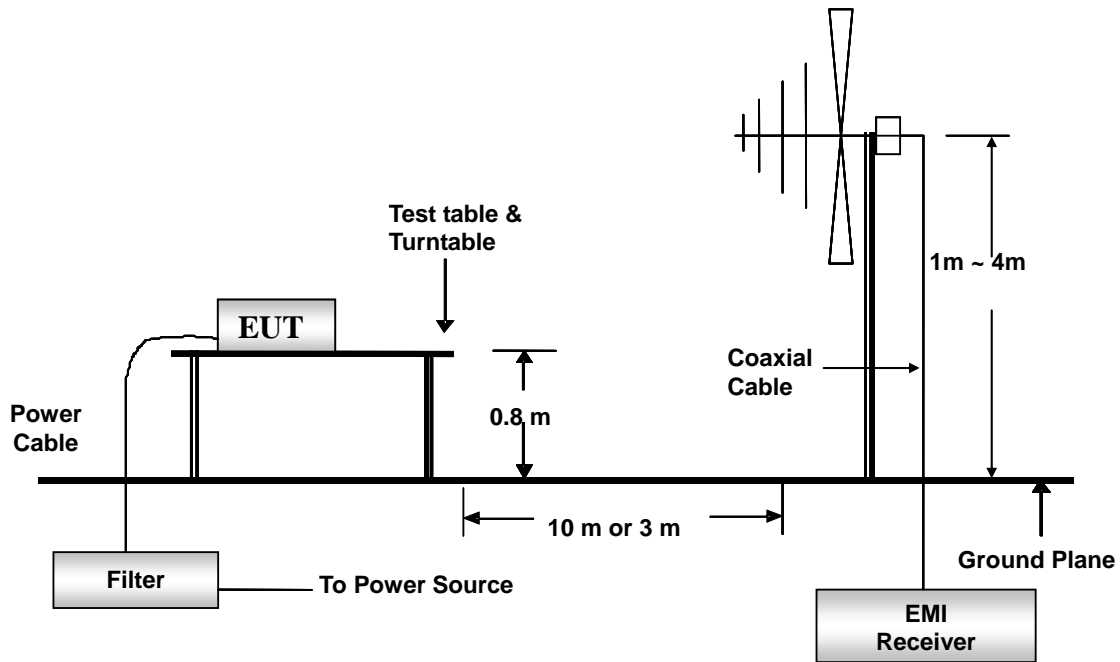 Test table &
Turntable
1m ~ 4m
EUT
Coaxial
Cable
0.8 m
Power
Cable
10 m or 3 m
Ground Plane
Filter
To Power Source
EMI
Receiver